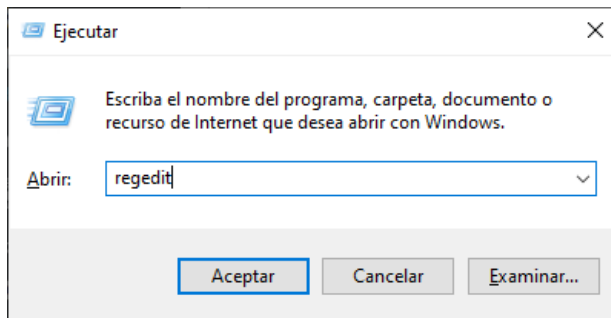 Ejecutar
Escriba el nombre del programa, carpeta, documento o
recurso de Internet que desea abrir con Windows.
Abrir: regedit
Aceptar Cancelar Examinar...